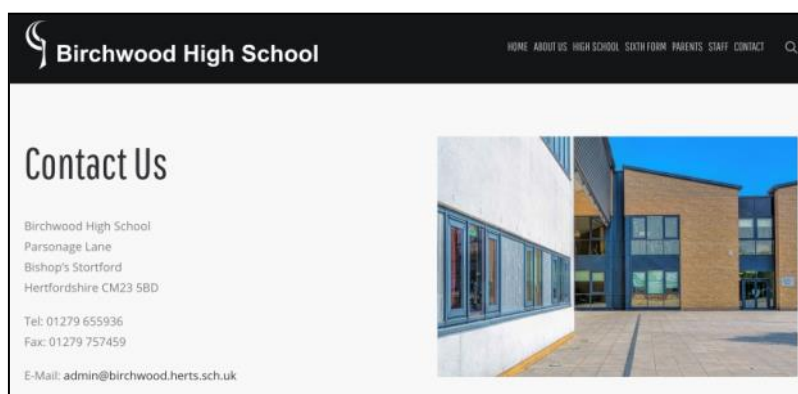 Birchwood High School
HOME ABOUT US HIGH SCHOOL SIXTH FORM PARENTS STAFF CONTACT
Contact Us
Birchwood High School
Parsonage Lane
Bishop's Stortford
Hertfordshire CM23 5BD
Tel: 01279 655936
Fax: 01279 757459
E-Mail: admin@birchwood.herts.sch.uk